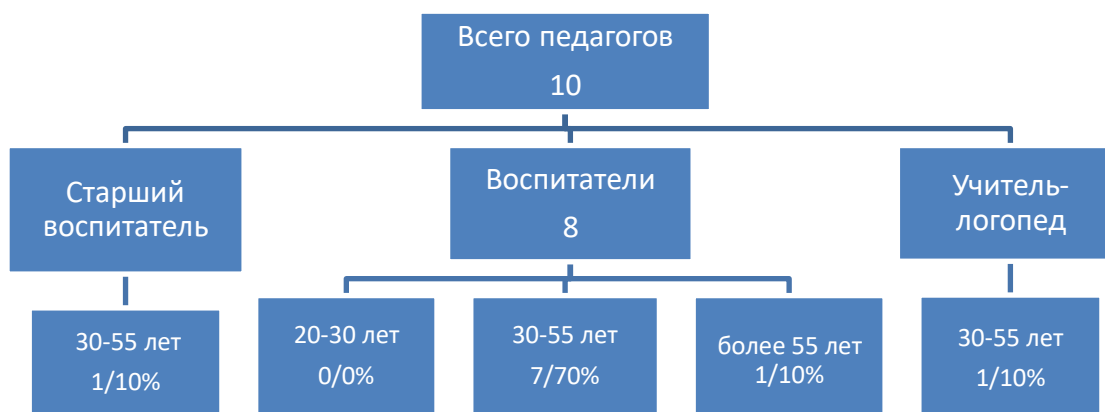 Всего педагогов
10
Старший
воспитатель
Воспитатели
8
Учитель-
логопед
30-55 лет
1/10%
20-30 лет
0/0%
30-55 лет
7/70%
более 55 лет
1/10%
30-55 лет
1/10%